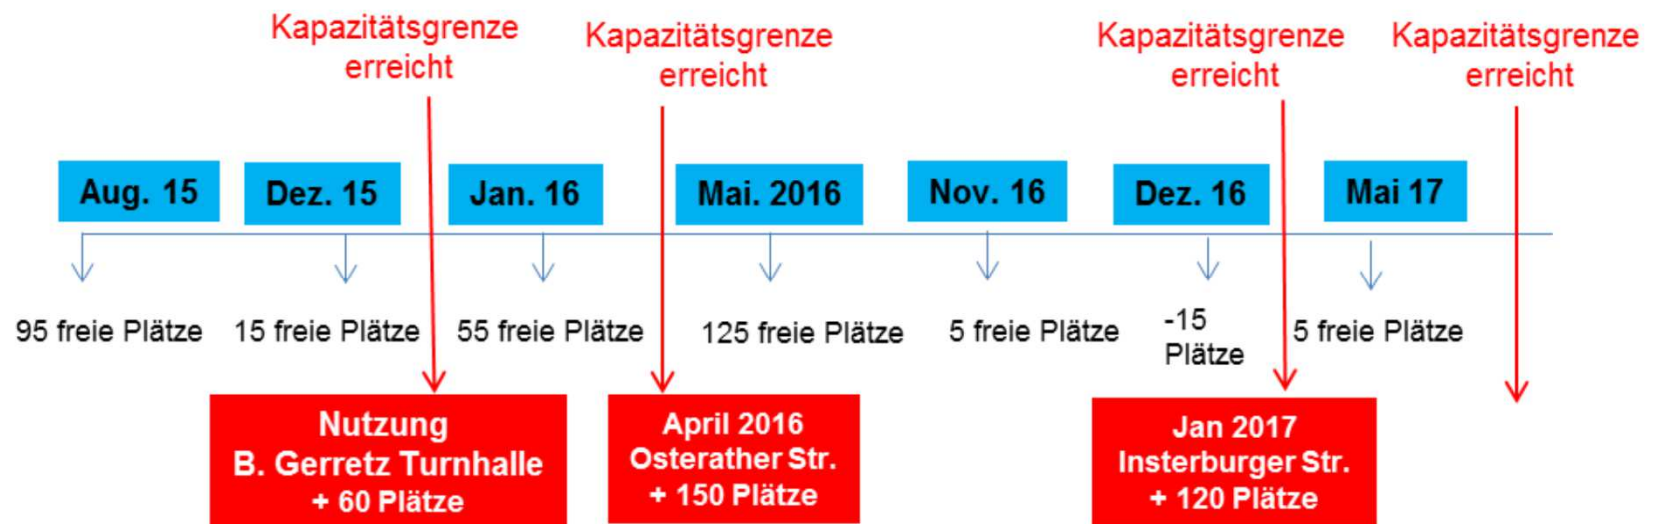 Kapazitätsgrenze
erreicht
Kapazitätsgrenze
erreicht
Kapazitätsgrenze
erreicht
Kapazitätsgrenze
erreicht
Aug. 15
Dez. 15
Jan. 16
Mai. 2016
Nov. 16
Dez. 16
Mai 17
95 freie Plätze
15 freie Plätze
55 freie Plätze
125 freie Plätze
5 freie Plätze
-15
Plätze
5 freie Plätze
Nutzung
B. Gerretz Turnhalle
+ 60 Plätze
April 2016
Osterather Str.
+ 150 Plätze
Jan 2017
Insterburger Str.
+ 120 Plätze